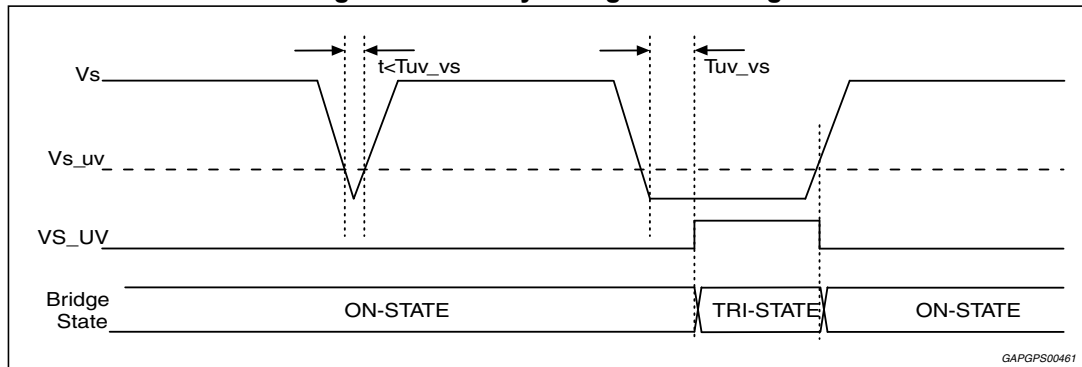 t<Tuv_vs
Tuv_vs
Vs
Vs_uv
VS_UV
Bridge
State
ON-STATE
TRI-STATE
ON-STATE
GAPGPS00461